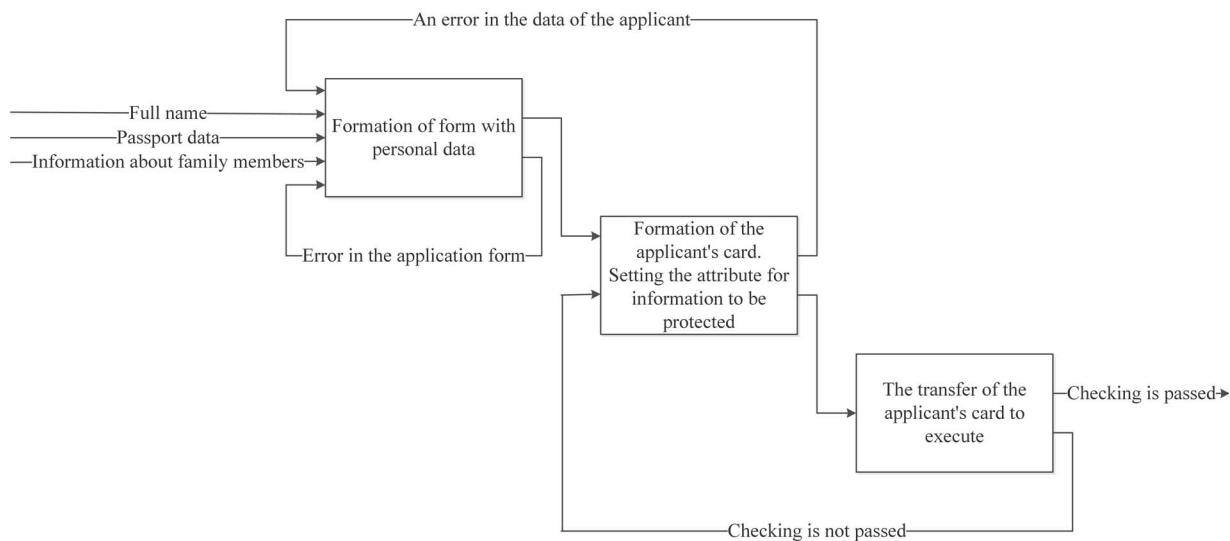 An error in the data of the applicant
Full name
Passport data
Information about family members
Formation of form with
personal data
Error in the application form
Formation of the
applicant's card.
Setting the attribute for
information to be
protected
The transfer of the
applicant's card to
execute
Checking is passed
Checking is not passed